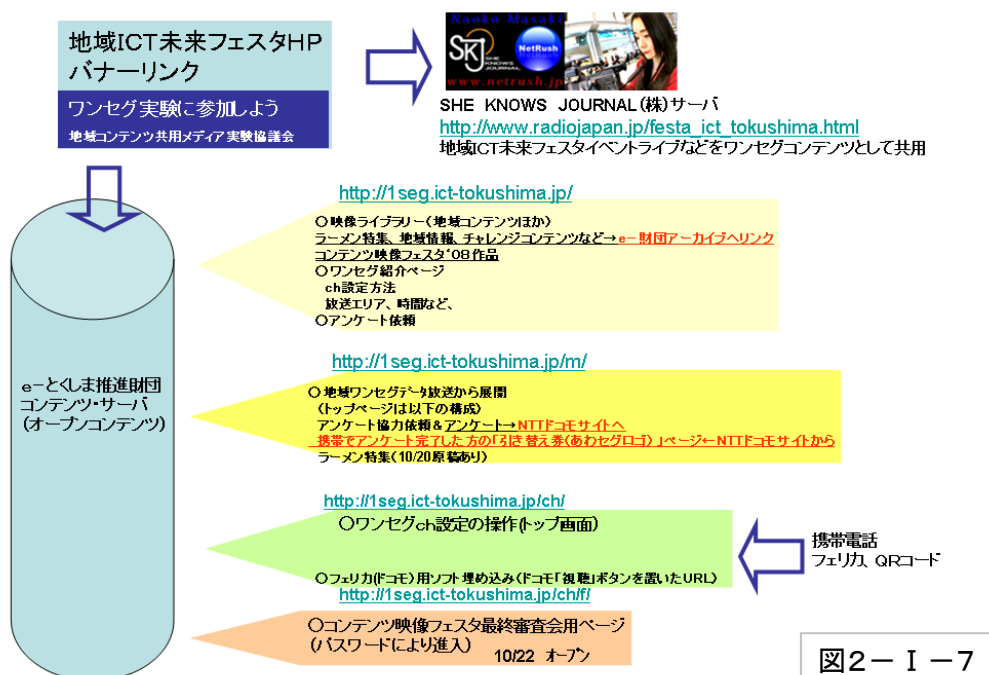 地域ICT未来フェスタHP
バナーリンク
ワンセグ実験に参加しよう
地域コンテンツ共用メディア実験協議会
Naoko Masaki
SKJ
SHE
KNOWS
JOURNAL
NetRush
www.netrush.jp
SHE KNOWS JOURNAL(株)サーバ
http://www.radiojapan.jp/festa_ict_tokushima.html
地域ICT未来フェスタイベントライブなどをワンセグコンテンツとして共用
http://1seg.ict-tokushima.jp/
〇映像ライブラリー(地域コンテンツほか)
ラーメン特集、地域情報、チャレンジコンテンツなど→e-財団アーカイブへリンク
コンテンツ映像フェスタ'08作品
〇ワンセグ紹介ページ
ch設定方法
放送エリア、時間など、
〇アンケート依頼
e-とくしま推進財団
コンテンツ・サーバ
(オープンコンテンツ)
http://1seg.ict-tokushima.jp/m/
〇地域ワンセグデータ放送から展開
(トップページは以下の構成)
アンケート協力依頼&アンケート→NTTドコモサイトへ
携帯でアンケート完了した方の「引き替え券(あわセグロゴ)」ページ←NTTドコモサイトから
ラーメン特集(10/20原稿あり)
http://1seg.ict-tokushima.jp/ch/
〇ワンセグch設定の操作(トップ画面)
〇フェリカ(ドコモ)用ソフト埋め込み(ドコモ「視聴」ボタンを置いたURL)
http://1seg.ict-tokushima.jp/ch/f/
携帯電話
フェリカ、QRコード
〇コンテンツ映像フェスタ最終審査会用ページ
(パスワードにより進入) 10/22 オープン
図2-Ⅰ-7